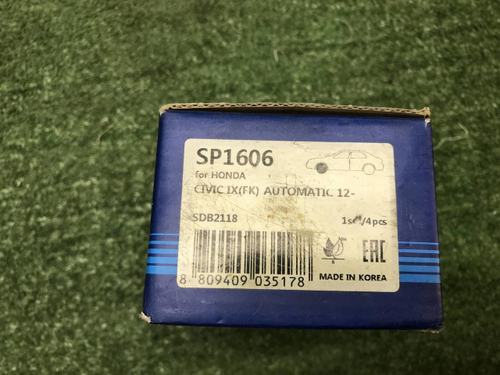 SP1606
for HONDA
CIVIC IX(FK) AUTOMATIC 12-
SDB2118 1set/4pcs
EAC
8 809409 035178 MADE IN KOREA